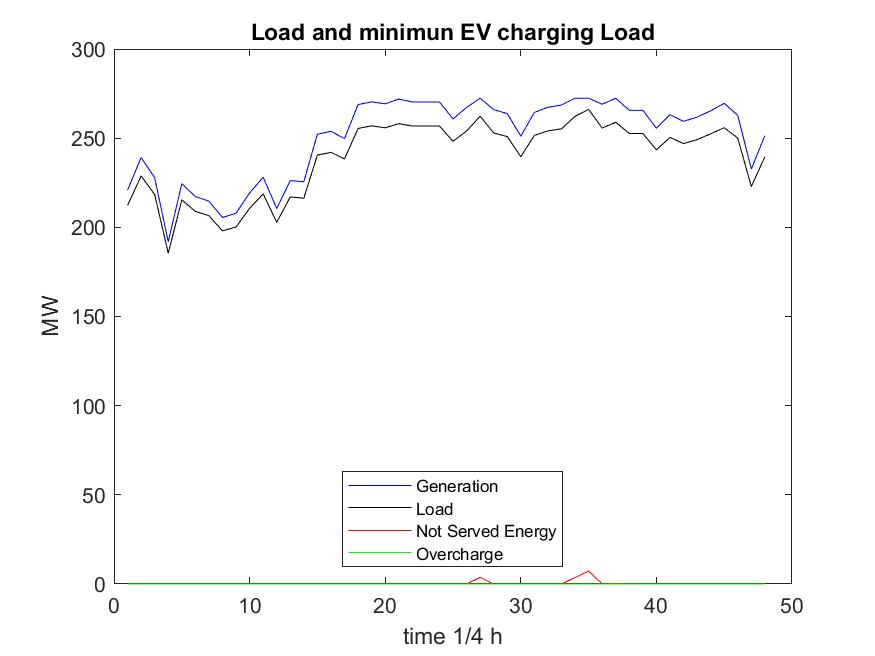 Load and minimun EV charging Load
300
250
200
150
100
50
0
MW
Generation
Load
Not Served Energy
Overcharge
0 10 20 30 40 50
time 1/4 h